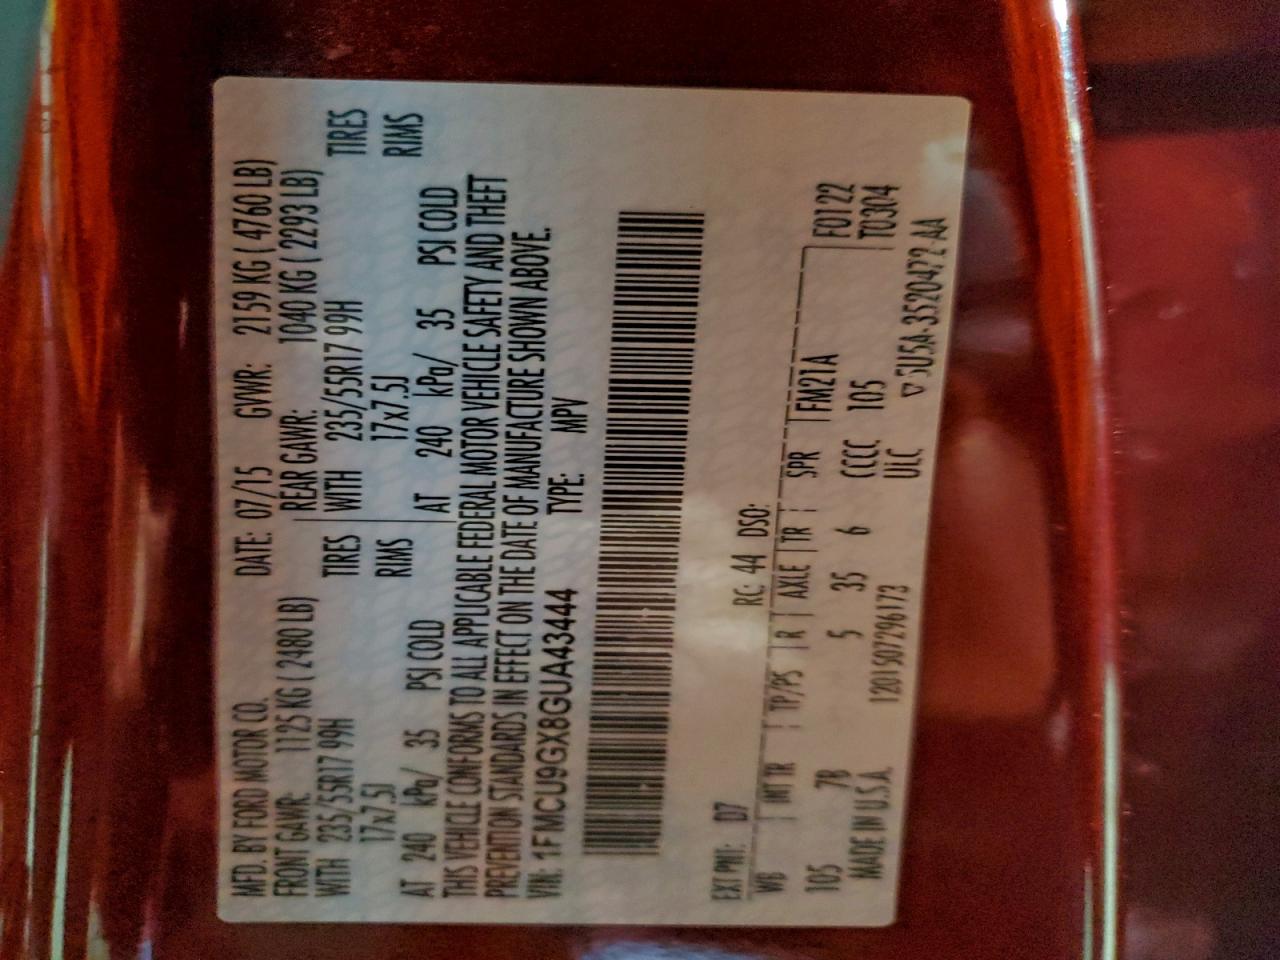 MFD. BY FORD MOTOR CO. DATE: 07/15 GVWR: 2159 KG ( 4760 LB)
FRONT GAWR: 1125 KG ( 2480 LB) REAR GAWR: 1040 KG ( 2293 LB)
WITH 235/55R17 99H TIRES WITH 235/55R17 99H TIRES
17x7.5J RIMS 17x7.5J RIMS
AT 240 kPa/ 35 PSI COLD AT 240 kPa/ 35 PSI COLD
THIS VEHICLE CONFORMS TO ALL APPLICABLE FEDERAL MOTOR VEHICLE SAFETY AND THEFT
PREVENTION STANDARDS IN EFFECT ON THE DATE OF MANUFACTURE SHOWN ABOVE.
VIN: 1FMCU9GX8GUA43444 TYPE: MPV
EXT PNT: D7 RC: 44 DSO:
WB INT TR TP/PS R AXLE TR SPR FM21A F0122
105 7B 5 35 6 CCCC 105 T0304
MADE IN U.S.A. 1201507296173 ULC ▽5U5A-3520472-AA